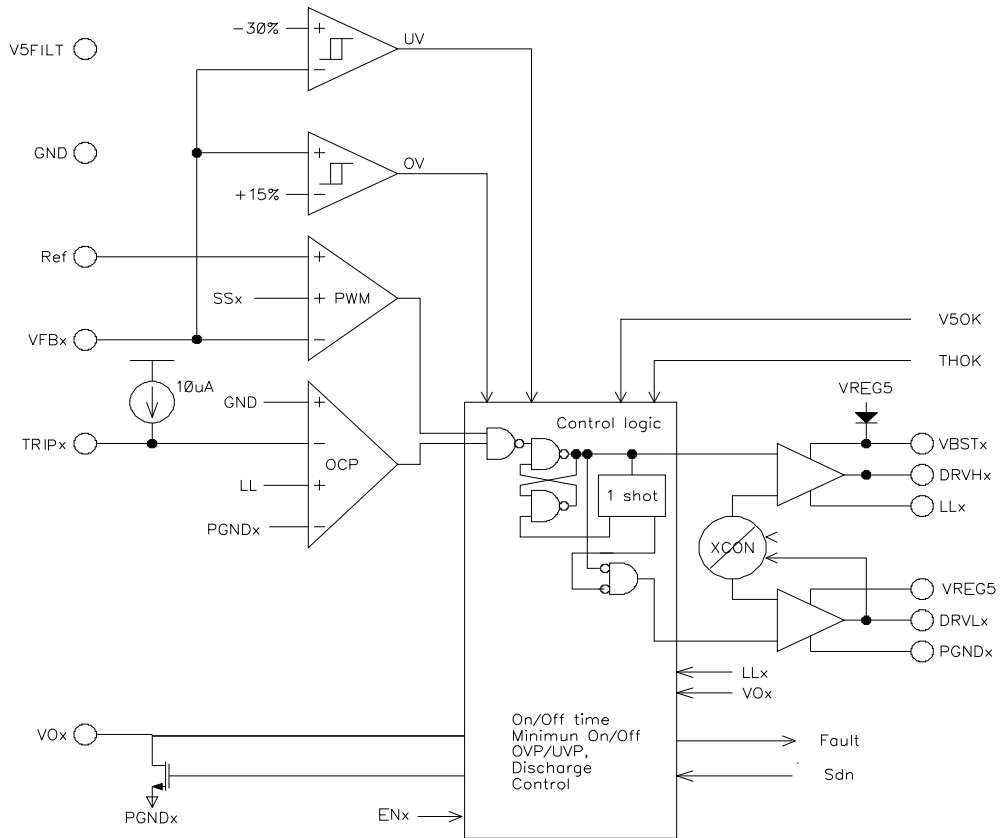 V5FILT
-30%
+
-
UV
GND
+
OV
+15%
-
Ref
+
SSx
+
PWM
VFBx
-
10uA
GND
+
TRIPx
-
OCP
LL
+
PGNDx
-
V5OK
THOK
Control logic
1 shot
VREG5
VBSTx
DRVHx
LLx
XCON
VREG5
DRVLx
PGNDx
LLx
VOx
VOx
PGNDx
On/Off time
Minimun On/Off
OVP/UVP,
Discharge
Control
Fault
Sdn
ENx